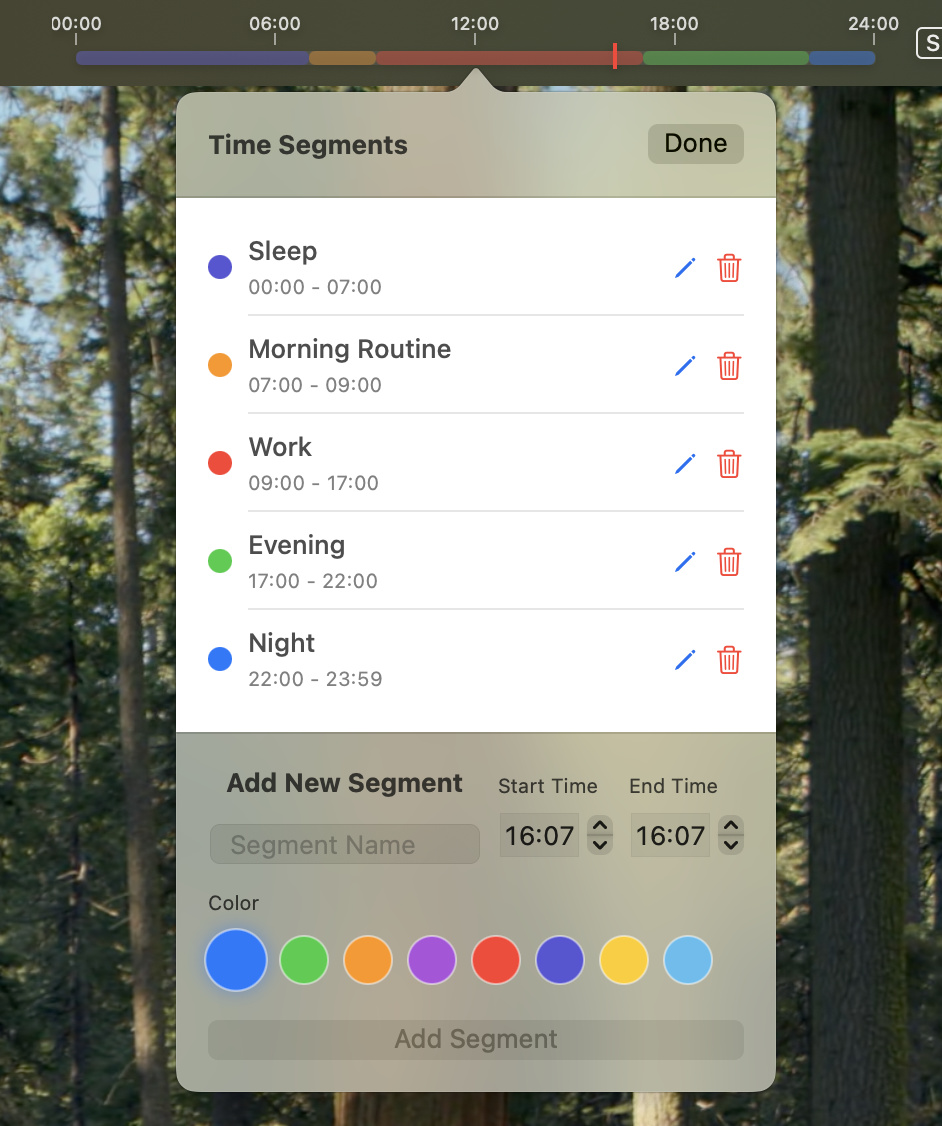 00:00 06:00 12:00 18:00 24:00
S
Time Segments Done
Sleep
00:00 - 07:00
Morning Routine
07:00 - 09:00
Work
09:00 - 17:00
Evening
17:00 - 22:00
Night
22:00 - 23:59
Add New Segment Start Time End Time
Segment Name 16:07 16:07
Color
Add Segment